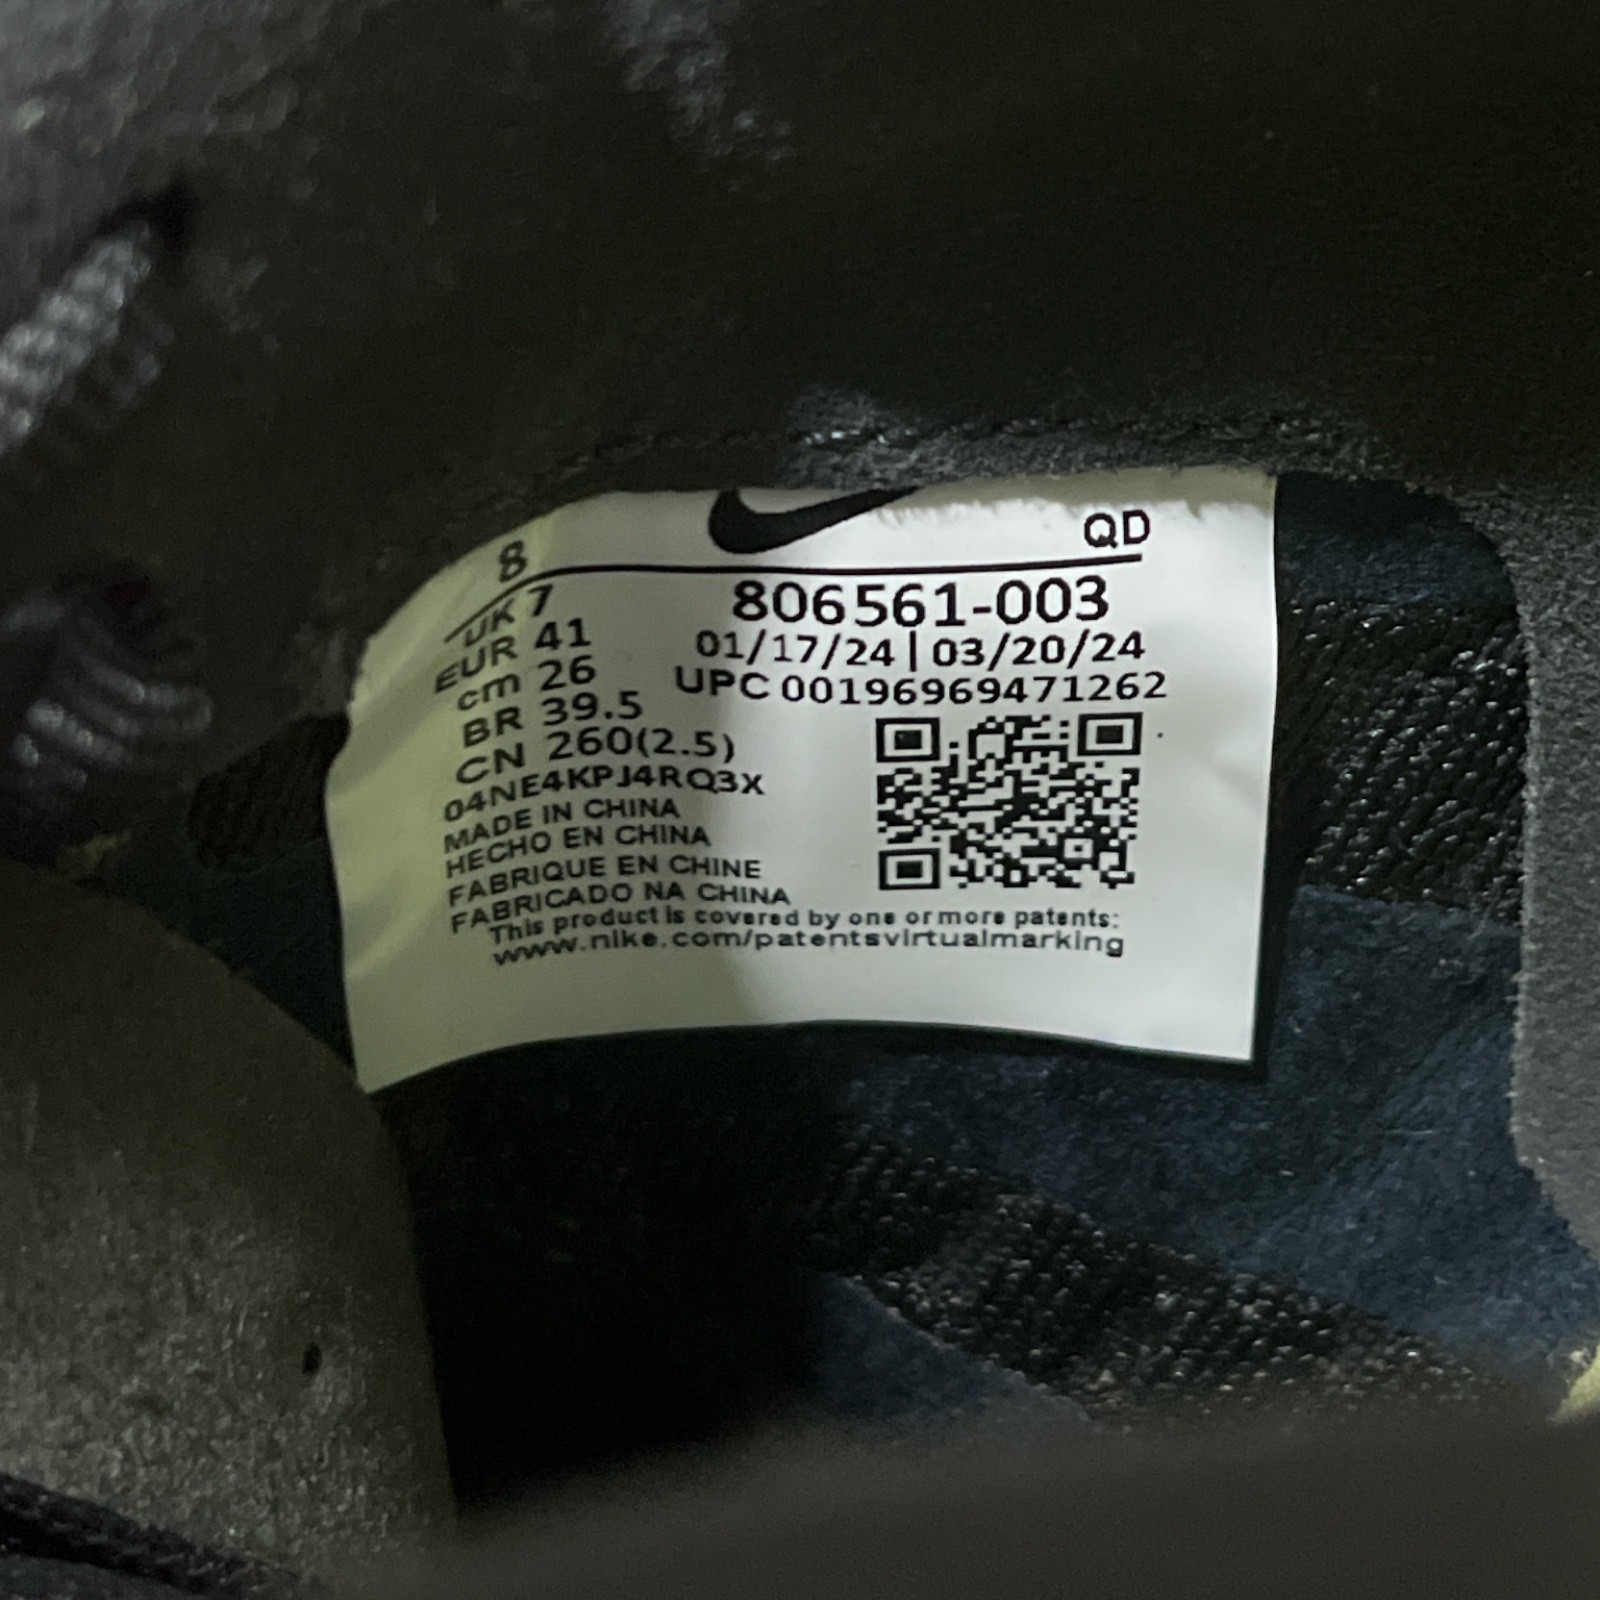 QD
8
UK 7
EUR 41
cm 26
BR 39.5
CN 260(2.5)
806561-003
01/17/24 | 03/20/24
UPC 00196969471262
04NE4KPJ4RQ3X
MADE IN CHINA
HECHO EN CHINA
FABRIQUE EN CHINE
FABRICADO NA CHINA
This product is covered by one or more patents:
www.nike.com/patentsvirtualmarking